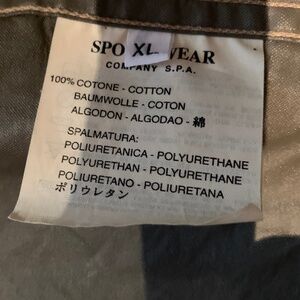 XL
SPO WEAR
COMPANY S.P.A.
100% COTONE - COTTON
BAUMWOLLE - COTON
ALGODON - ALGODAO - 綿
SPALMATURA:
POLIURETANICA - POLYURETHANE
POLYURETHAN - POLYURETHANE
POLIURETANO - POLIURETANA
ポリウレタン